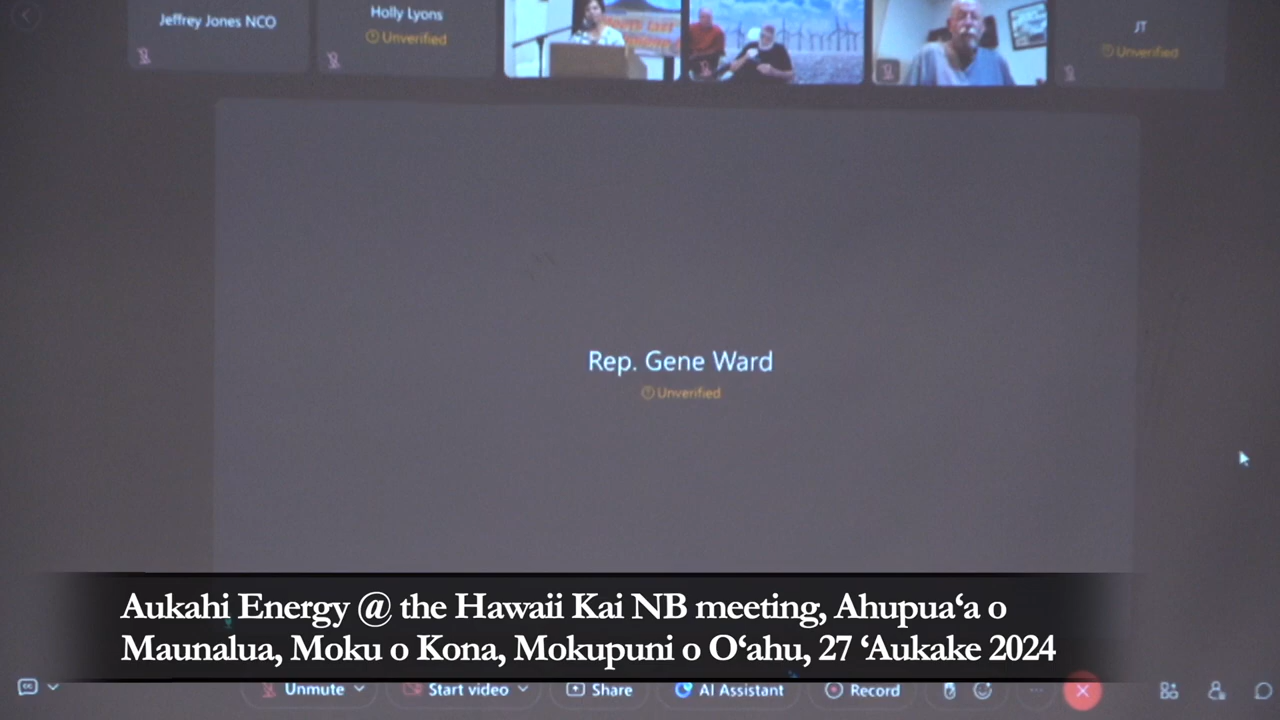 Jeffrey Jones NCO
Holly Lyons
Unverified
JT
Unverified
Rep. Gene Ward
Unverified
Aukahi Energy @ the Hawaii Kai NB meeting, Ahupuaʻa o
Maunalua, Moku o Kona, Mokupuni o Oʻahu, 27 ʻAukake 2024
Unmute
Start video
Share
AI Assistant
Record